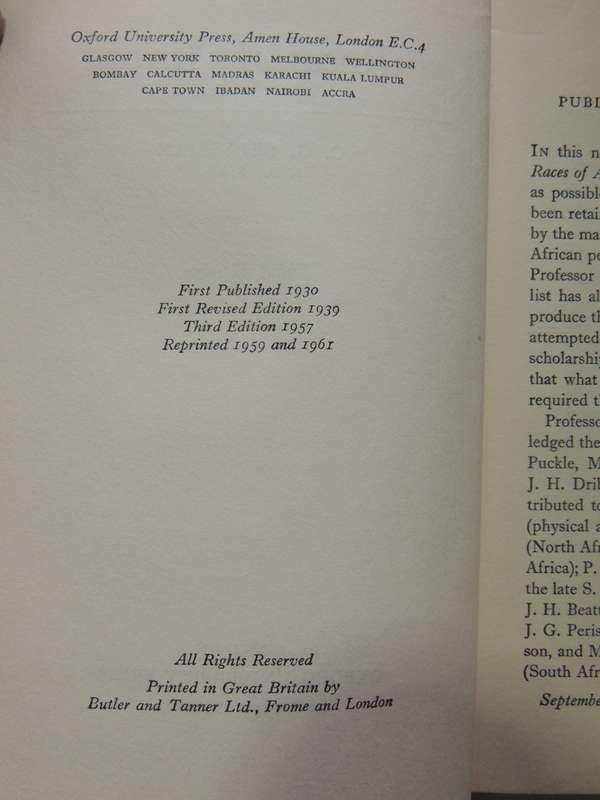 Oxford University Press, Amen House, London E.C.4
GLASGOW NEW YORK TORONTO MELBOURNE WELLINGTON
BOMBAY CALCUTTA MADRAS KARACHI KUALA LUMPUR
CAPE TOWN IBADAN NAIROBI ACCRA
First Published 1930
First Revised Edition 1939
Third Edition 1957
Reprinted 1959 and 1961
All Rights Reserved
Printed in Great Britain by
Butler and Tanner Ltd., Frome and London
PUBL
IN this n
Races of A
as possibl
been retai
by the ma
African pe
Professor
list has al
produce th
attempted
scholarshi
that what
required t
Professo
ledged the
Puckle, M
J. H. Drib
tributed to
(physical a
(North Afr
Africa); P.
the late S.
J. H. Beatt
J. G. Peris
son, and M
(South Afr
Septembe